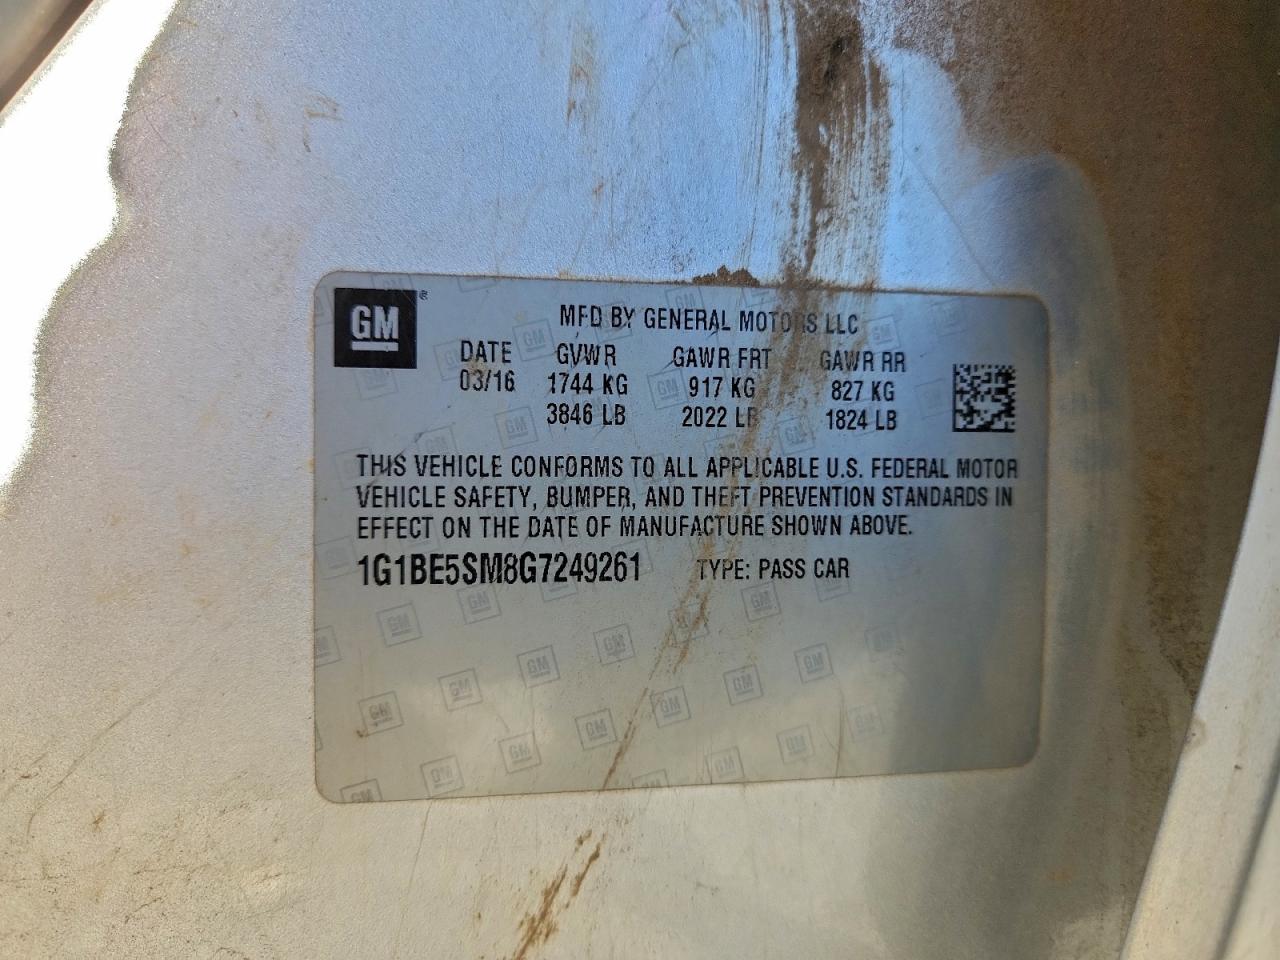 GM ®
MFD BY GENERAL MOTORS LLC
DATE GVWR GAWR FRT GAWR RR
03/16 1744 KG 917 KG 827 KG
3846 LB 2022 LB 1824 LB
THIS VEHICLE CONFORMS TO ALL APPLICABLE U.S. FEDERAL MOTOR
VEHICLE SAFETY, BUMPER, AND THEFT PREVENTION STANDARDS IN
EFFECT ON THE DATE OF MANUFACTURE SHOWN ABOVE.
1G1BE5SM8G7249261 TYPE: PASS CAR